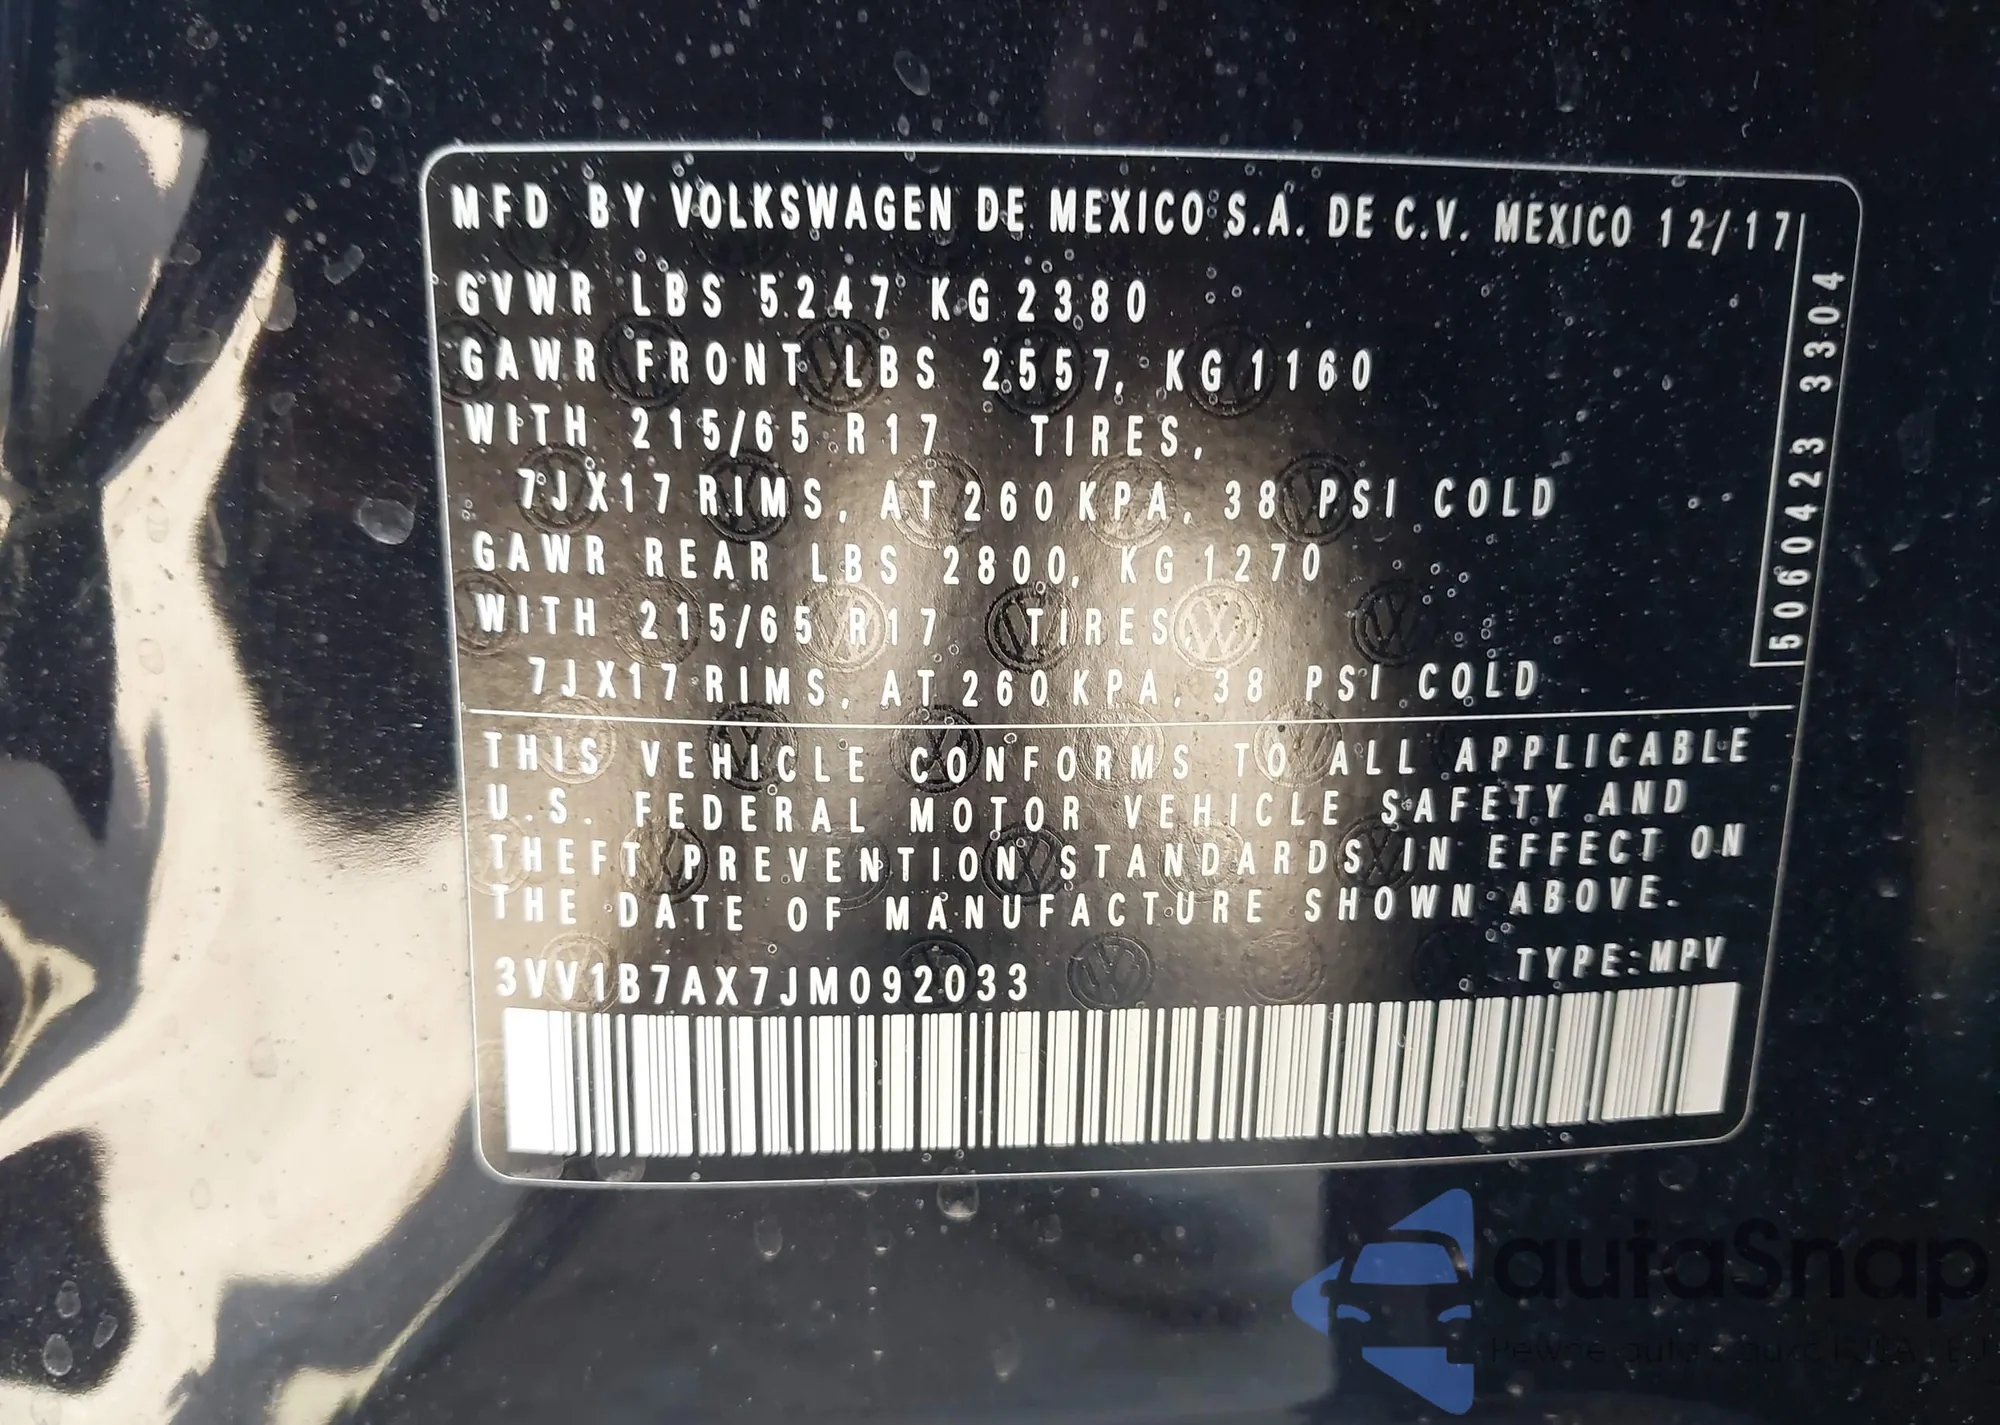 MFD BY VOLKSWAGEN DE MEXICO S.A. DE C.V. MEXICO 12/17
GVWR LBS 5247 KG 2380
GAWR FRONT LBS 2557, KG 1160
WITH 215/65 R17 TIRES,
7JX17 RIMS, AT 260 KPA, 38 PSI COLD
GAWR REAR LBS 2800, KG 1270
WITH 215/65 R17 TIRES
7JX17 RIMS, AT 260 KPA, 38 PSI COLD
5060423 3304
THIS VEHICLE CONFORMS TO ALL APPLICABLE
U.S. FEDERAL MOTOR VEHICLE SAFETY AND
THEFT PREVENTION STANDARDS IN EFFECT ON
THE DATE OF MANUFACTURE SHOWN ABOVE.
TYPE:MPV
3VV1B7AX7JM092033
autaSnap